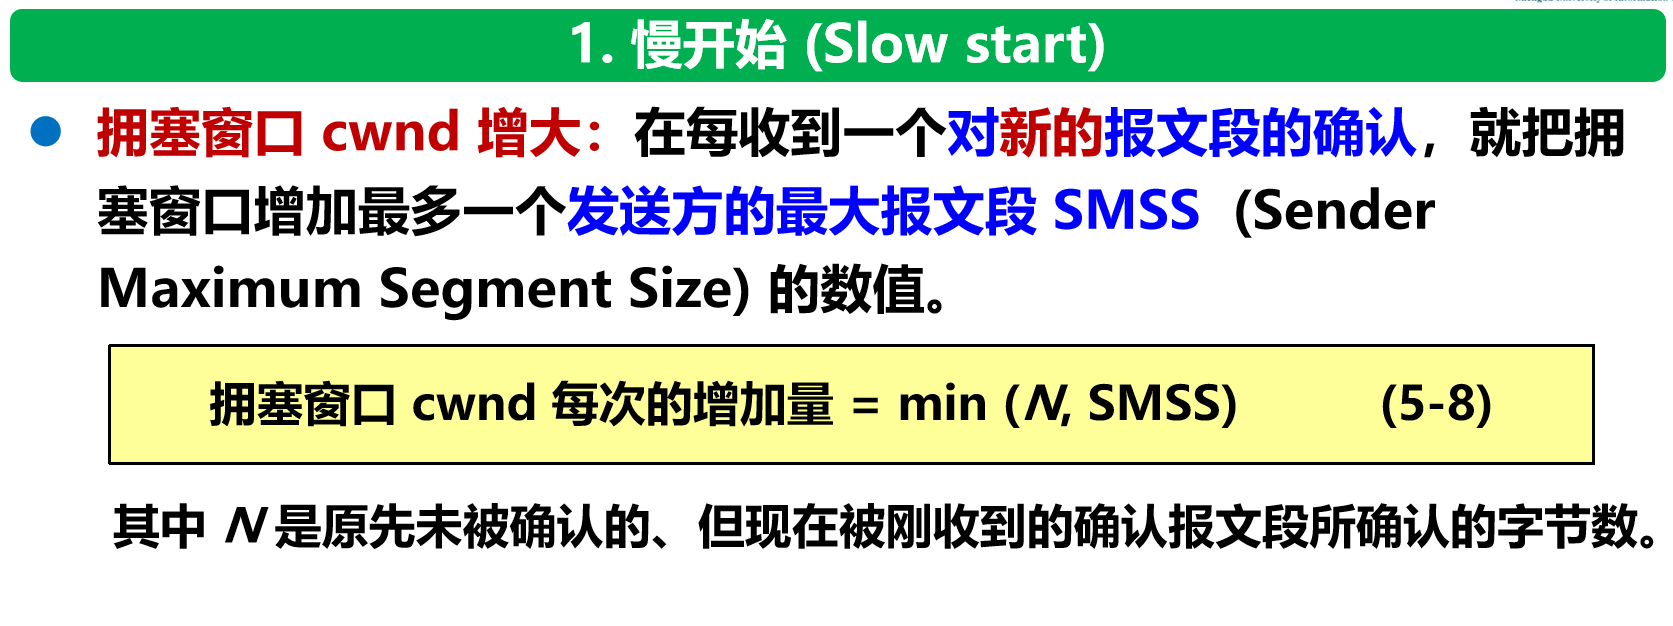 1. 慢开始 (Slow start)
拥塞窗口 cwnd 增大：在每收到一个对新的报文段的确认，就把拥
塞窗口增加最多一个发送方的最大报文段 SMSS (Sender
Maximum Segment Size) 的数值。
拥塞窗口 cwnd 每次的增加量 = min (N, SMSS) (5-8)
其中 N 是原先未被确认的、但现在被刚收到的确认报文段所确认的字节数。